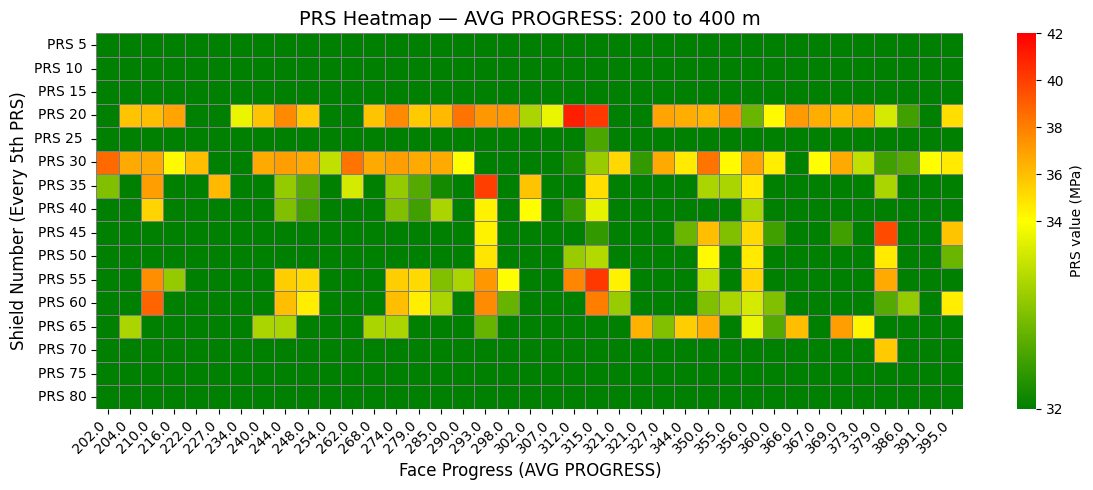 PRS Heatmap — AVG PROGRESS: 200 to 400 m
Shield Number (Every 5th PRS)
PRS 5
PRS 10
PRS 15
PRS 20
PRS 25
PRS 30
PRS 35
PRS 40
PRS 45
PRS 50
PRS 55
PRS 60
PRS 65
PRS 70
PRS 75
PRS 80
202.0
204.0
210.0
216.0
222.0
227.0
234.0
240.0
244.0
248.0
254.0
262.0
268.0
274.0
279.0
285.0
290.0
293.0
298.0
302.0
307.0
312.0
315.0
321.0
321.0
327.0
344.0
350.0
355.0
356.0
360.0
366.0
367.0
369.0
373.0
379.0
386.0
391.0
395.0
Face Progress (AVG PROGRESS)
42
40
38
36
34
32
PRS value (MPa)